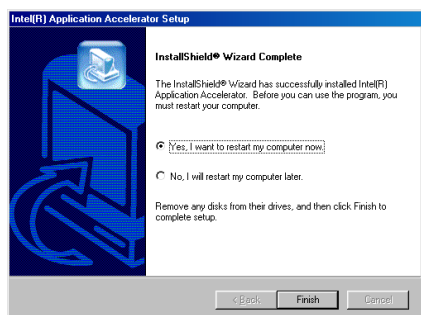 Intel(R) Application Accelerator Setup
InstallShield® Wizard Complete
The InstallShield® Wizard has successfully installed Intel(R)
Application Accelerator. Before you can use the program, you
must restart your computer.
Yes, I want to restart my computer now.
No, I will restart my computer later.
Remove any disks from their drives, and then click Finish to
complete setup.
< Back Finish Cancel